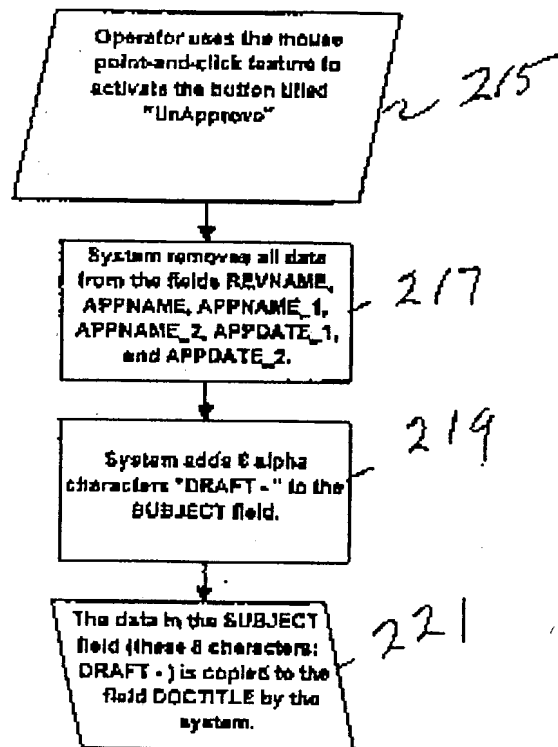 Operator uses the mouse
point-and-click feature to
activate the button titled
"UnApprove"
215
System removes all data
from the fields REVNAME,
APPNAME, APPNAME_1,
APPNAME_2, APPDATE_1,
and APPDATE_2.
217
System adds 8 alpha
characters "DRAFT - " to the
SUBJECT field.
219
The data in the SUBJECT
field (these 8 characters:
DRAFT - ) is copied to the
field DOCTITLE by the
system.
221